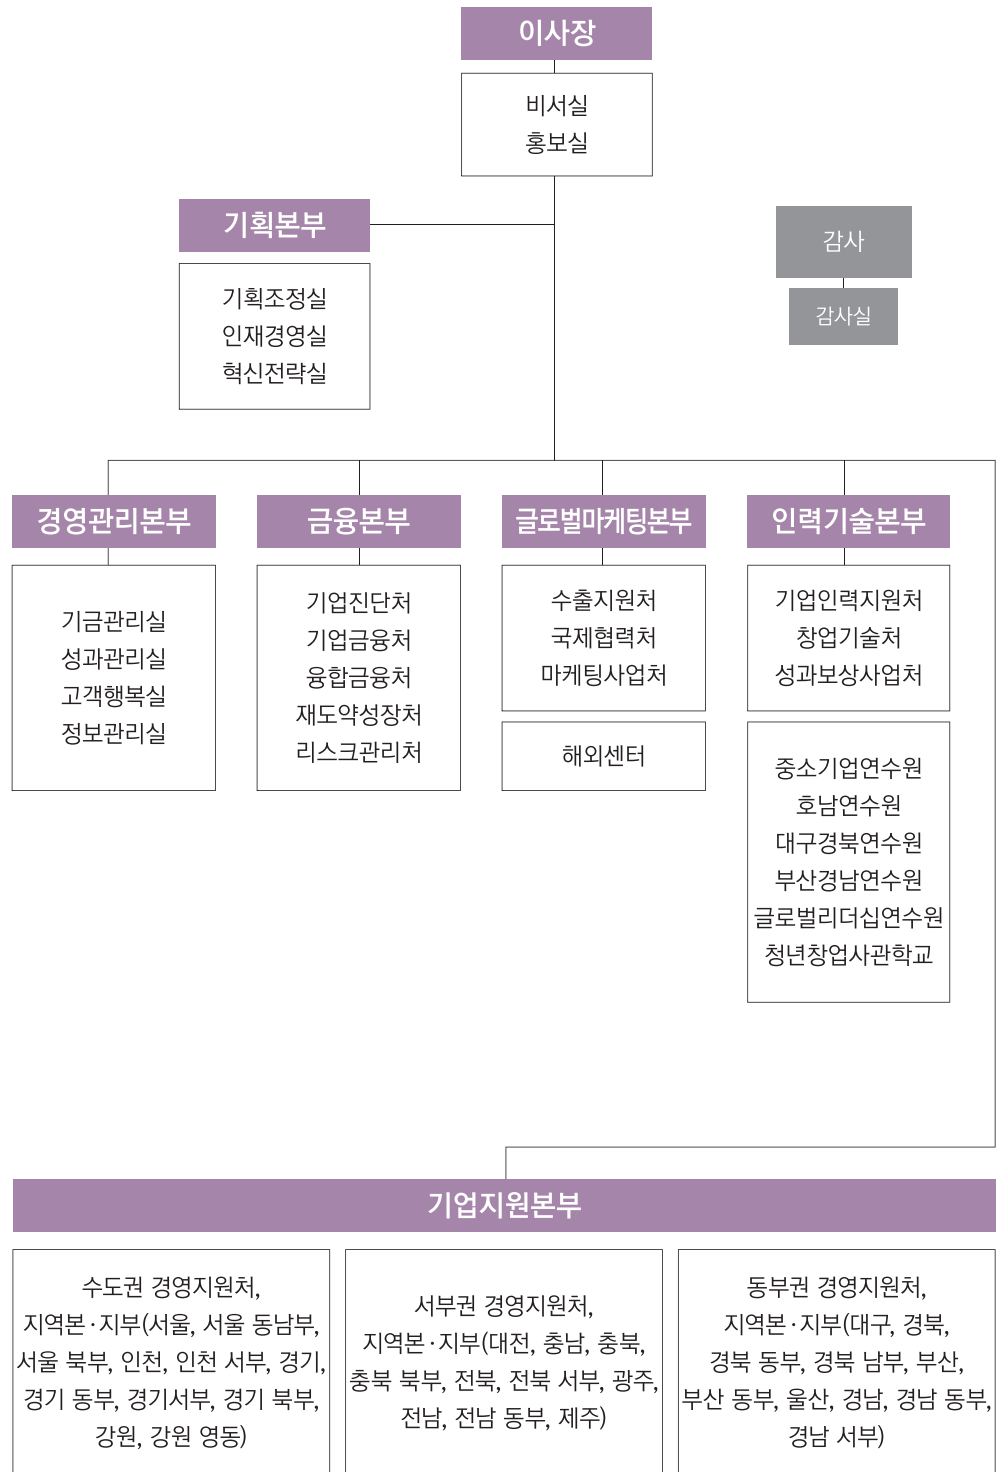 이사장
비서실
홍보실
기획본부
기획조정실
인재경영실
혁신전략실
감사
감사실
경영관리본부
기금관리실
성과관리실
고객행복실
정보관리실
금융본부
기업진단처
기업금융처
융합금융처
재도약성장처
리스크관리처
글로벌마케팅본부
수출지원처
국제협력처
마케팅사업처
해외센터
인력기술본부
기업인력지원처
창업기술처
성과보상사업처
중소기업연수원
호남연수원
대구경북연수원
부산경남연수원
글로벌리더십연수원
청년창업사관학교
기업지원본부
수도권 경영지원처,
지역본·지부(서울, 서울 동남부,
서울 북부, 인천, 인천 서부, 경기,
경기 동부, 경기서부, 경기 북부,
강원, 강원 영동)
서부권 경영지원처,
지역본·지부(대전, 충남, 충북,
충북 북부, 전북, 전북 서부, 광주,
전남, 전남 동부, 제주)
동부권 경영지원처,
지역본·지부(대구, 경북,
경북 동부, 경북 남부, 부산,
부산 동부, 울산, 경남, 경남 동부,
경남 서부)